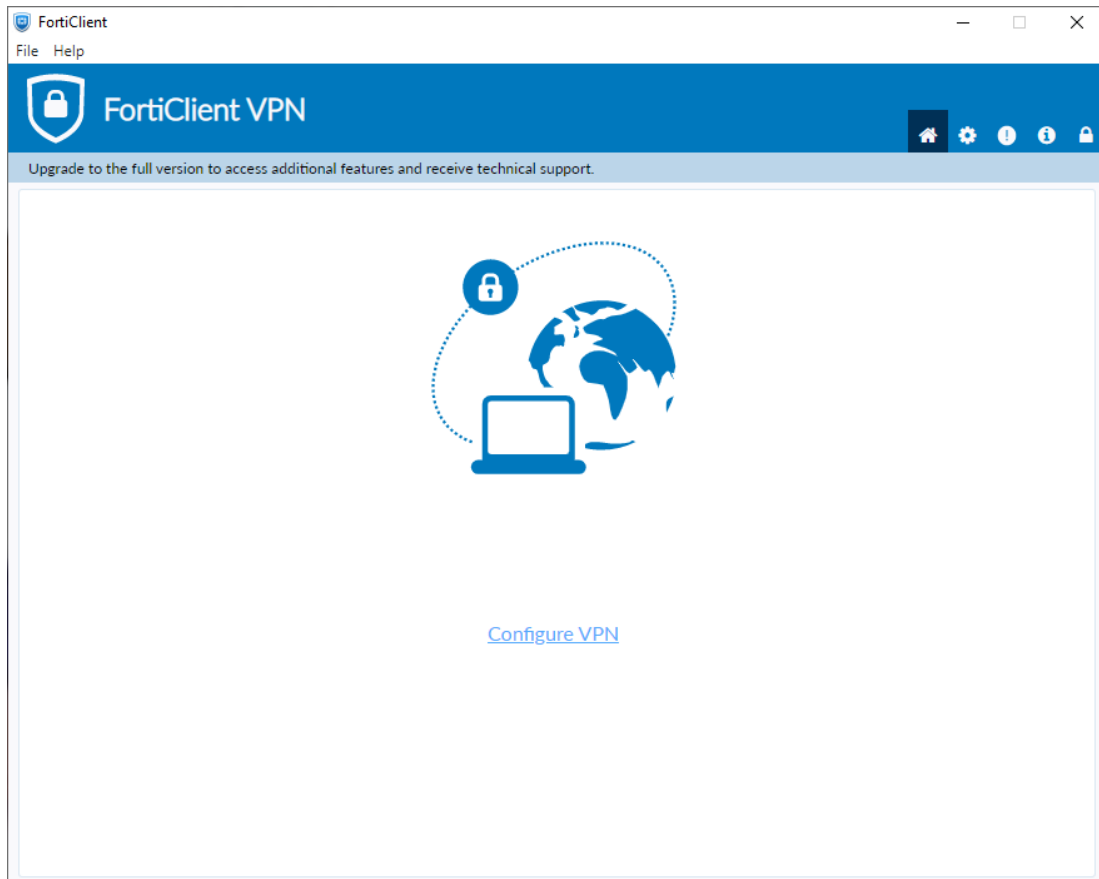 FortiClient
File Help
FortiClient VPN
Upgrade to the full version to access additional features and receive technical support.
Configure VPN